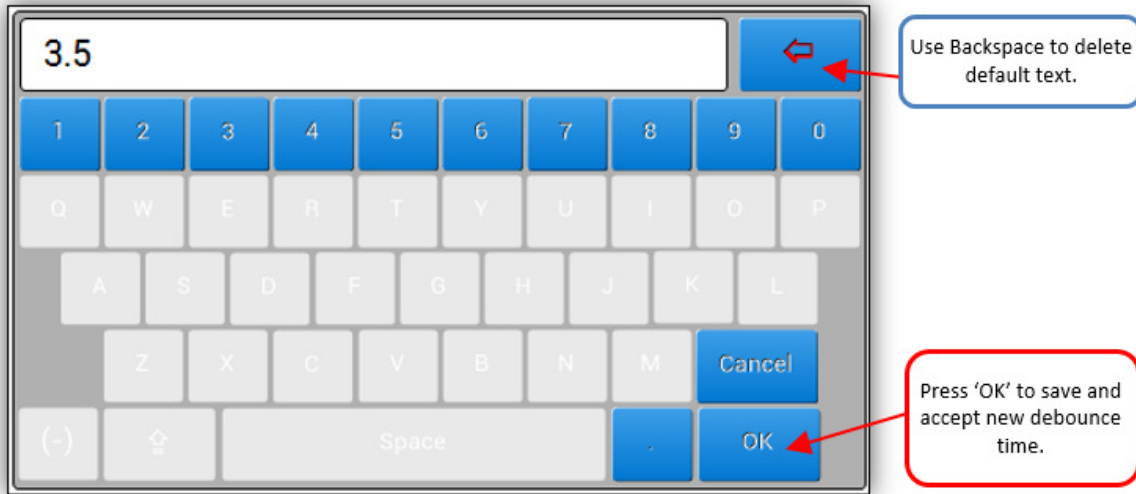 3.5
Use Backspace to delete
default text.
1 2 3 4 5 6 7 8 9 0
Q W E R T Y U I O P
A S D F G H J K L
Z X C V B N M Cancel
(-) Space . OK
Press ‘OK’ to save and
accept new debounce
time.